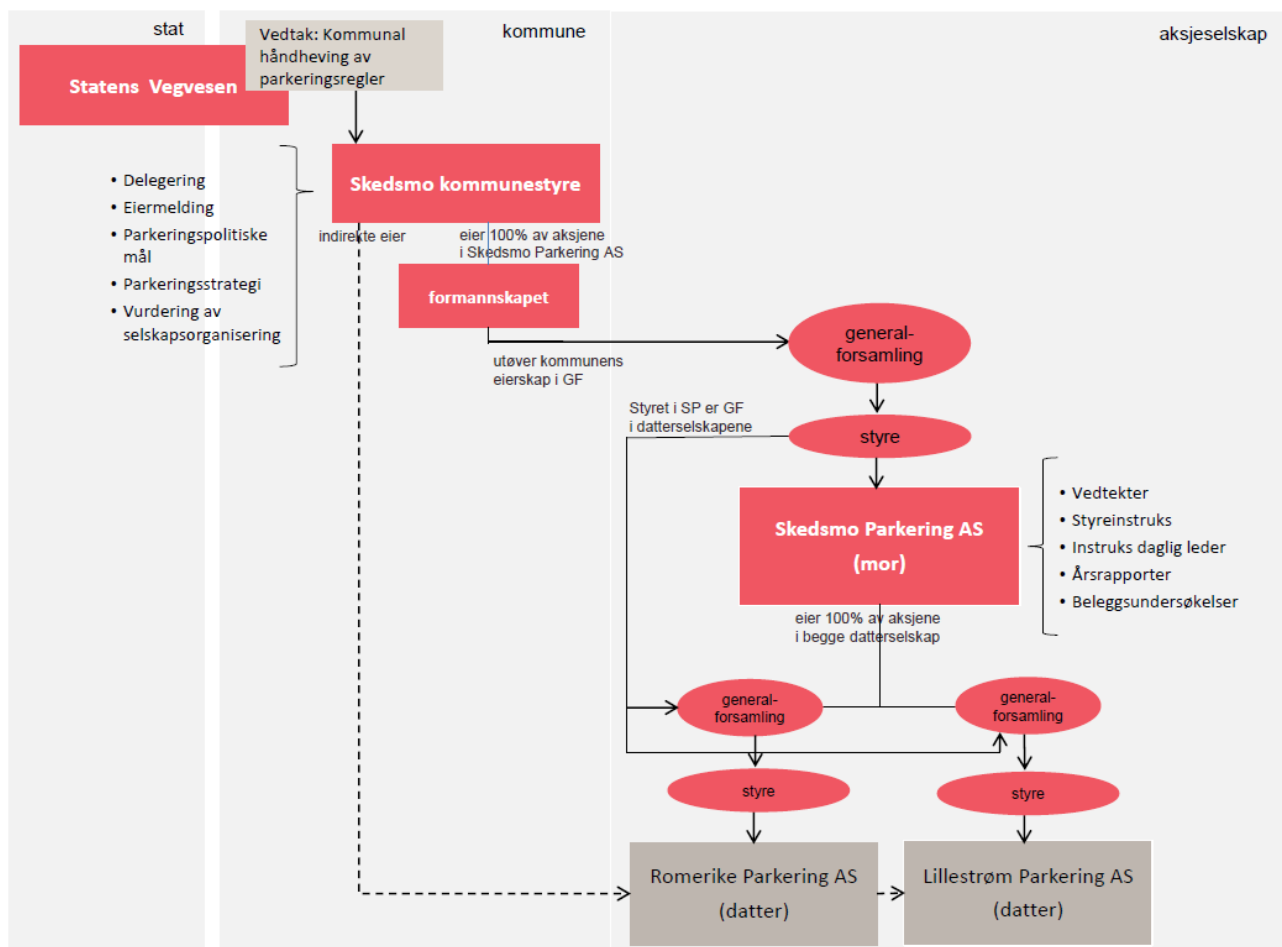 stat
kommune
aksjeselskap
Vedtak: Kommunal
håndheving av
parkeringsregler
Statens Vegvesen
Skedsmo kommunestyre
• Delegering
• Eiermelding
• Parkeringspolitiske
mål
• Parkeringsstrategi
• Vurdering av
selskapsorganisering
indirekte eier
eier 100% av aksjene
i Skedsmo Parkering AS
formannskapet
utøver kommunens
eierskap i GF
general-
forsamling
Styret i SP er GF
i datterselskapene
styre
Skedsmo Parkering AS
(mor)
• Vedtekter
• Styreinstruks
• Instruks daglig leder
• Årsrapporter
• Beleggsundersøkelser
eier 100% av aksjene
i begge datterselskap
general-
forsamling
general-
forsamling
styre
styre
Romerike Parkering AS
(datter)
Lillestrøm Parkering AS
(datter)